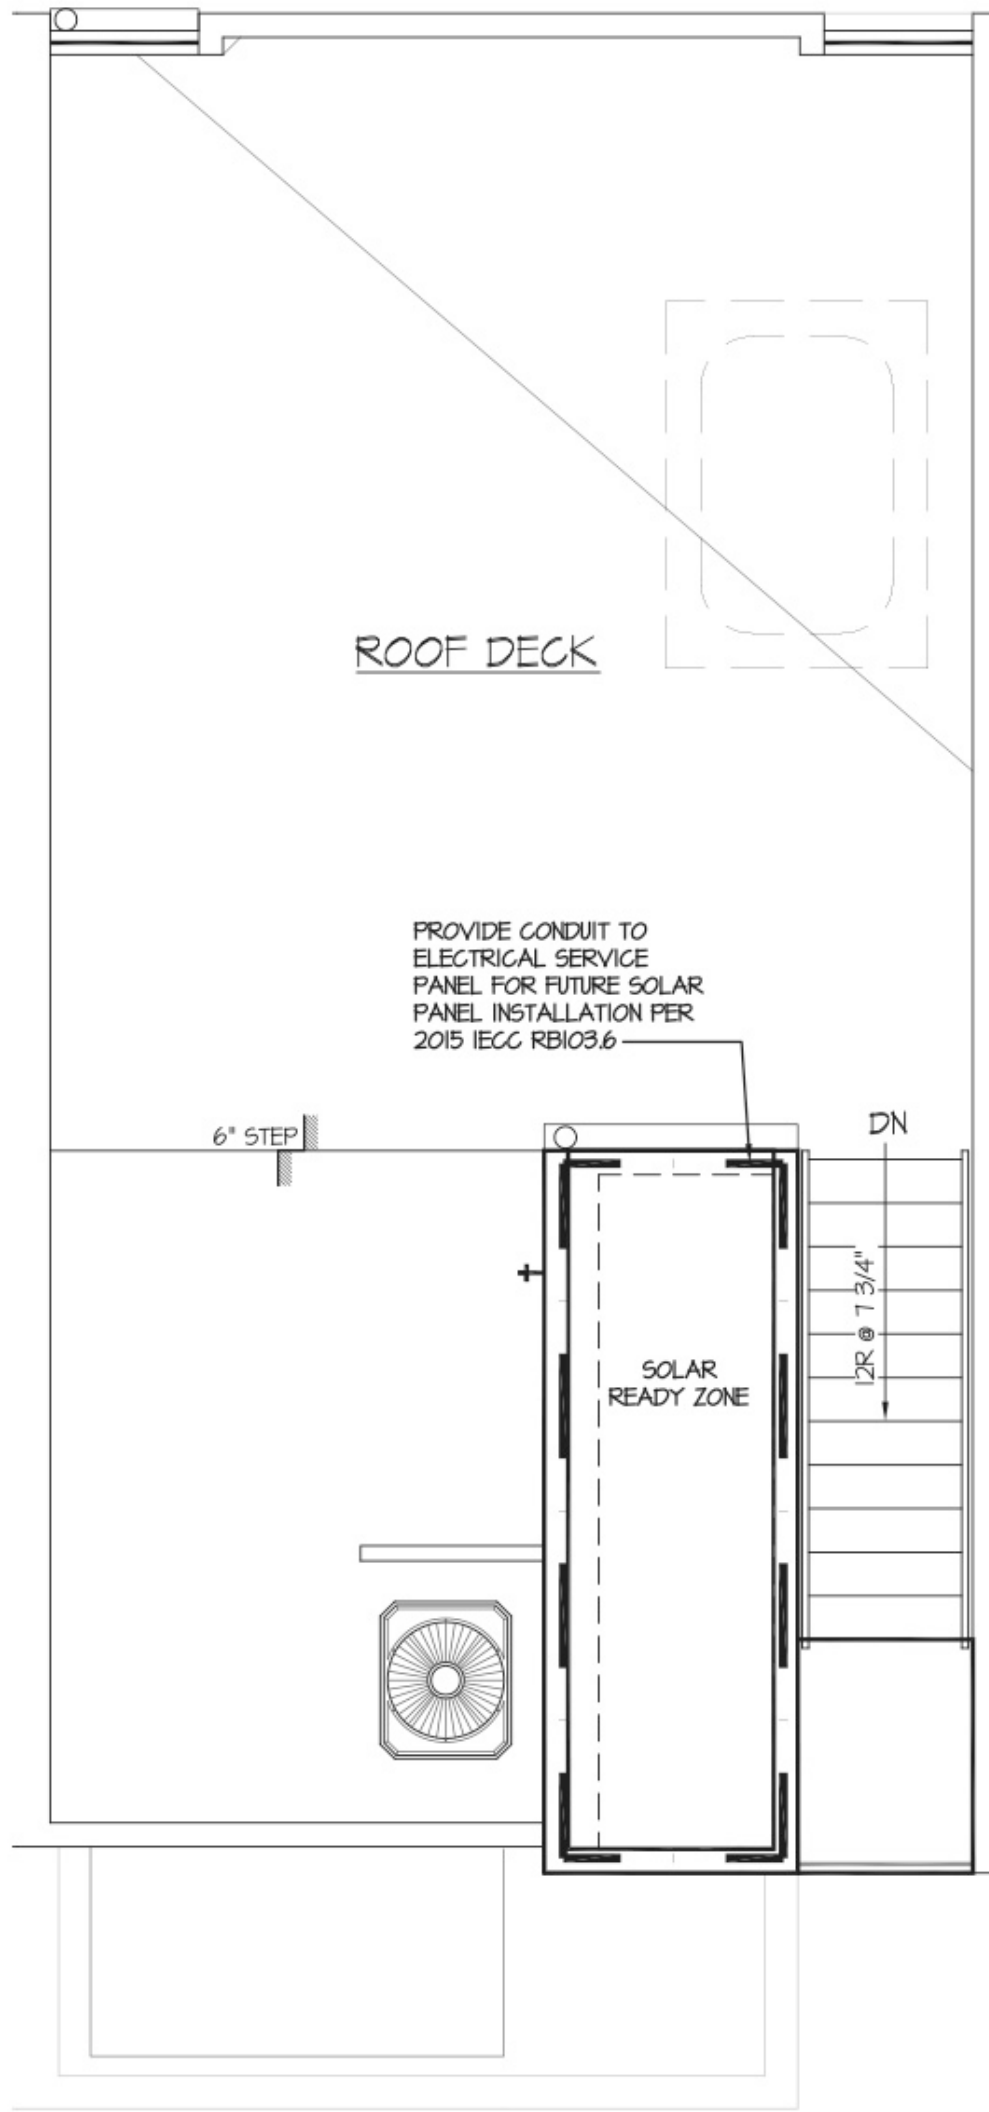 ROOF DECK
PROVIDE CONDUIT TO
ELECTRICAL SERVICE
PANEL FOR FUTURE SOLAR
PANEL INSTALLATION PER
2015 IECC RB103.6
6" STEP
DN
12R @ 7 3/4"
SOLAR
READY ZONE